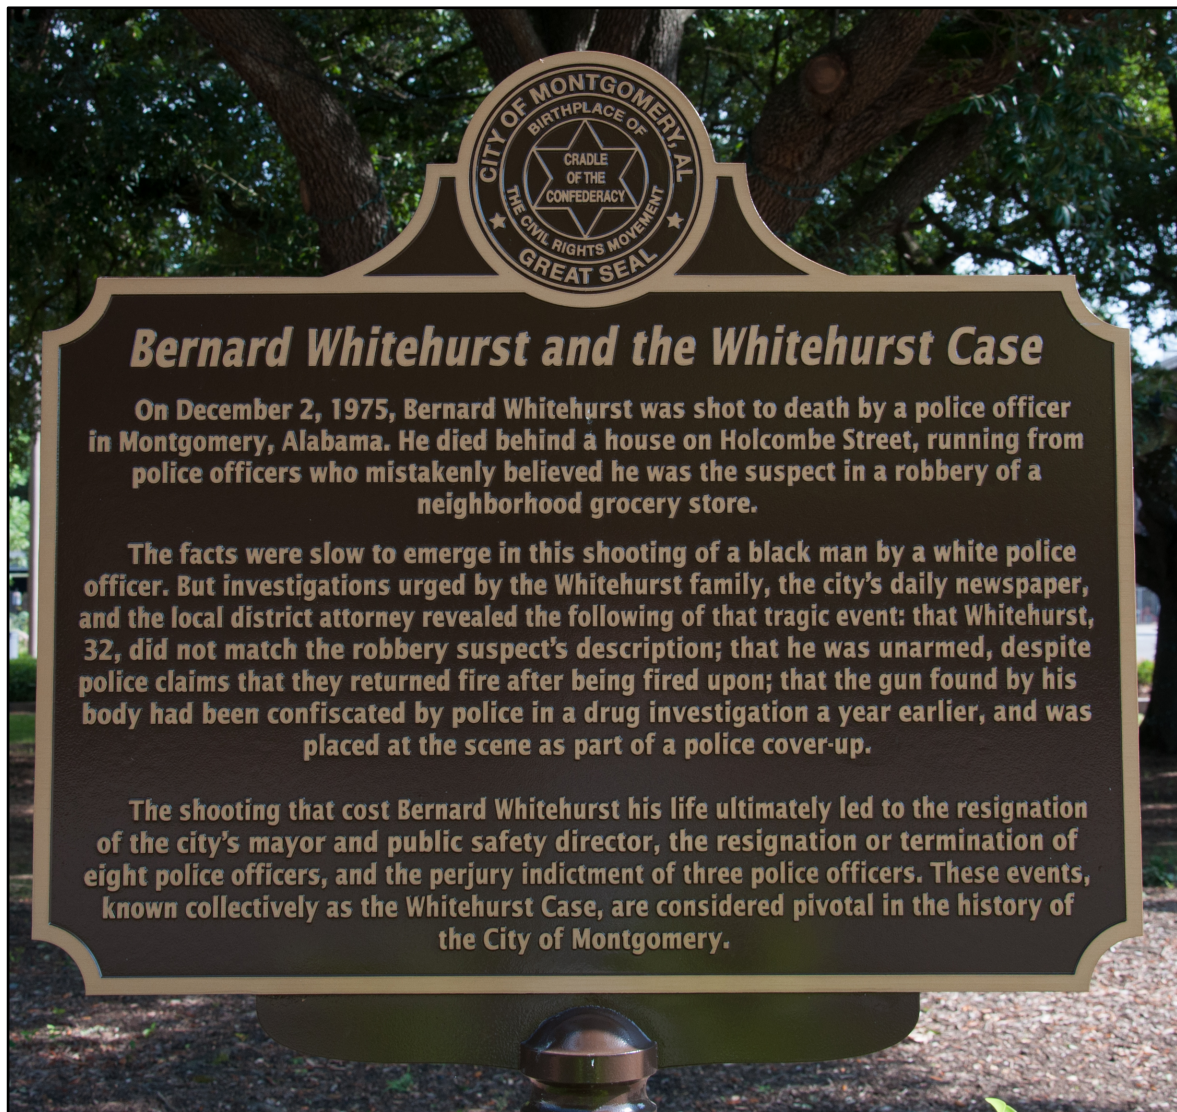 CITY OF MONTGOMERY, AL
BIRTHPLACE OF
CRADLE
OF THE
CONFEDERACY
THE CIVIL RIGHTS MOVEMENT
GREAT SEAL
Bernard Whitehurst and the Whitehurst Case
On December 2, 1975, Bernard Whitehurst was shot to death by a police officer
in Montgomery, Alabama. He died behind a house on Holcombe Street, running from
police officers who mistakenly believed he was the suspect in a robbery of a
neighborhood grocery store.
The facts were slow to emerge in this shooting of a black man by a white police
officer. But investigations urged by the Whitehurst family, the city's daily newspaper,
and the local district attorney revealed the following of that tragic event: that Whitehurst,
32, did not match the robbery suspect's description; that he was unarmed, despite
police claims that they returned fire after being fired upon; that the gun found by his
body had been confiscated by police in a drug investigation a year earlier, and was
placed at the scene as part of a police cover-up.
The shooting that cost Bernard Whitehurst his life ultimately led to the resignation
of the city's mayor and public safety director, the resignation or termination of
eight police officers, and the perjury indictment of three police officers. These events,
known collectively as the Whitehurst Case, are considered pivotal in the history of
the City of Montgomery.